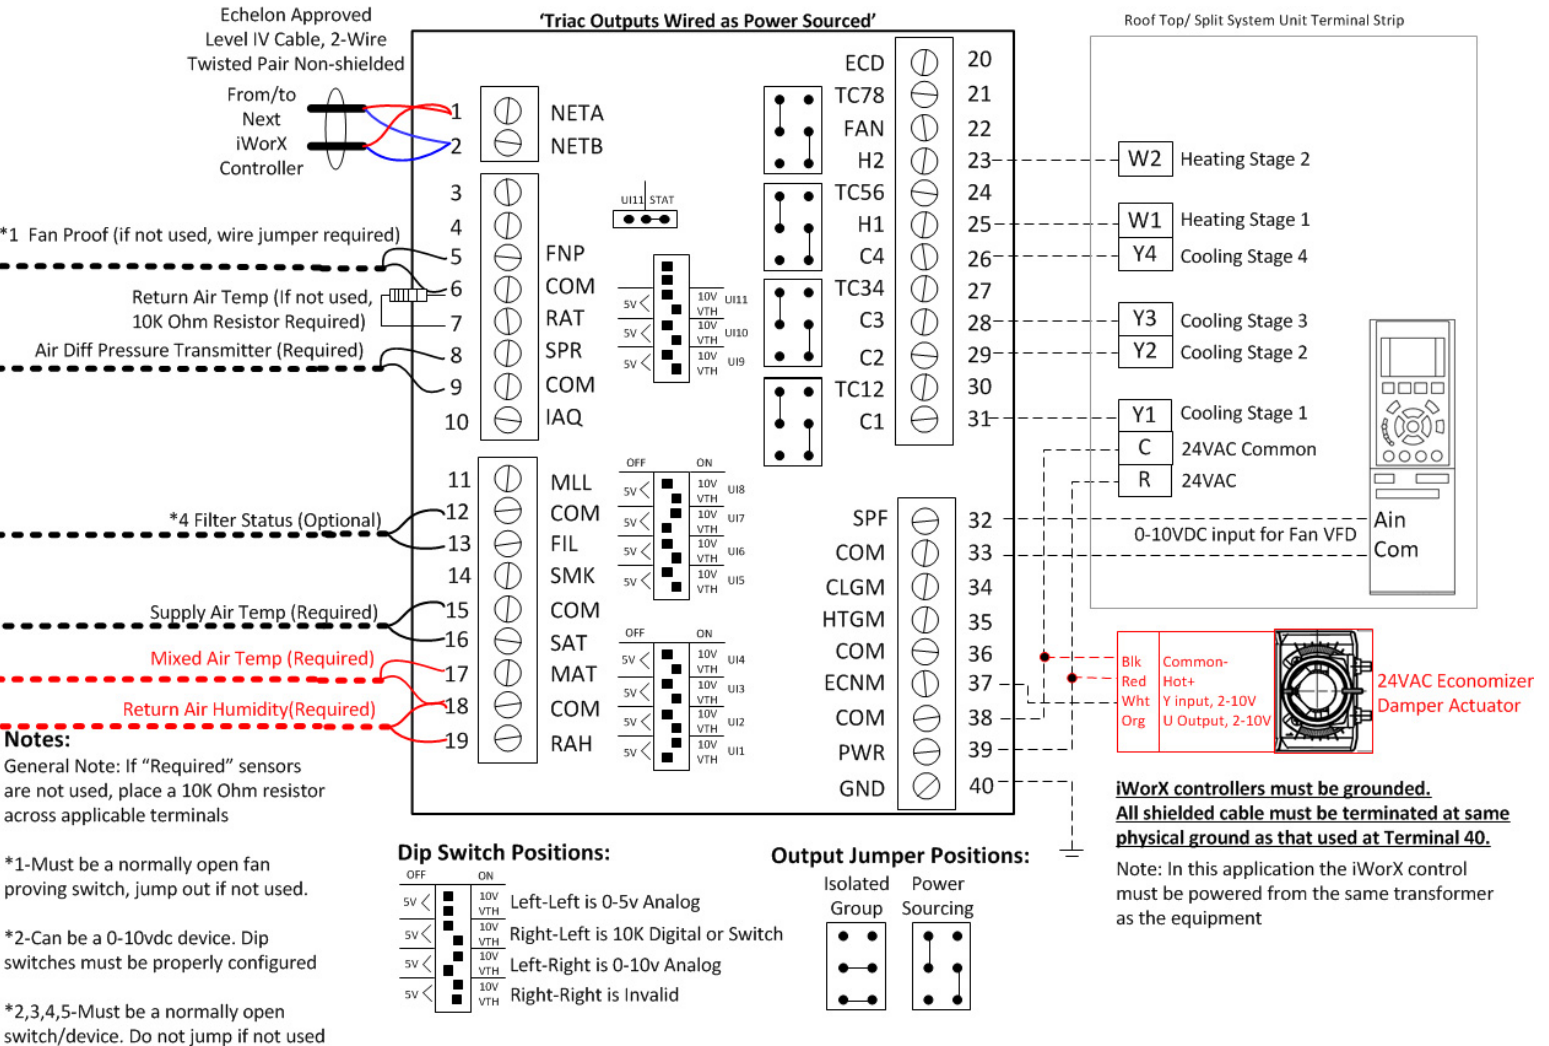 Echelon Approved
Level IV Cable, 2-Wire
Twisted Pair Non-shielded
From/to
Next
iWorX
Controller
‘Triac Outputs Wired as Power Sourced’
Roof Top/ Split System Unit Terminal Strip
1 NETA
2 NETB
3
4
*1 Fan Proof (if not used, wire jumper required)
5 FNP
6 COM
Return Air Temp (If not used,
10K Ohm Resistor Required)
7 RAT
Air Diff Pressure Transmitter (Required)
8 SPR
9 COM
10 IAQ
11 MLL
*4 Filter Status (Optional)
12 COM
13 FIL
14 SMK
Supply Air Temp (Required)
15 COM
16 SAT
Mixed Air Temp (Required)
17 MAT
Return Air Humidity(Required)
18 COM
19 RAH
UI11 STAT
5V 10V UI11
VTH
5V 10V UI10
VTH
5V 10V UI9
VTH
OFF ON
5V 10V UI8
VTH
5V 10V UI7
VTH
5V 10V UI6
VTH
5V 10V UI5
VTH
OFF ON
5V 10V UI4
VTH
5V 10V UI3
VTH
5V 10V UI2
VTH
5V 10V UI1
VTH
ECD 20
TC78 21
FAN 22
H2 23
TC56 24
H1 25
C4 26
TC34 27
C3 28
C2 29
TC12 30
C1 31
SPF 32
COM 33
CLGM 34
HTGM 35
COM 36
ECNM 37
COM 38
PWR 39
GND 40
W2 Heating Stage 2
W1 Heating Stage 1
Y4 Cooling Stage 4
Y3 Cooling Stage 3
Y2 Cooling Stage 2
Y1 Cooling Stage 1
C 24VAC Common
R 24VAC
0-10VDC input for Fan VFD
Ain
Com
Blk Common-
Red Hot+
Wht Y input, 2-10V
Org U Output, 2-10V
24VAC Economizer
Damper Actuator
iWorX controllers must be grounded.
All shielded cable must be terminated at same
physical ground as that used at Terminal 40.
Note: In this application the iWorX control
must be powered from the same transformer
as the equipment
Notes:
General Note: If “Required” sensors
are not used, place a 10K Ohm resistor
across applicable terminals
*1-Must be a normally open fan
proving switch, jump out if not used.
*2-Can be a 0-10vdc device. Dip
switches must be properly configured
*2,3,4,5-Must be a normally open
switch/device. Do not jump if not used
Dip Switch Positions:
OFF ON
5V 10V
VTH
Left-Left is 0-5v Analog
5V 10V
VTH
Right-Left is 10K Digital or Switch
5V 10V
VTH
Left-Right is 0-10v Analog
5V 10V
VTH
Right-Right is Invalid
Output Jumper Positions:
Isolated
Group
Power
Sourcing